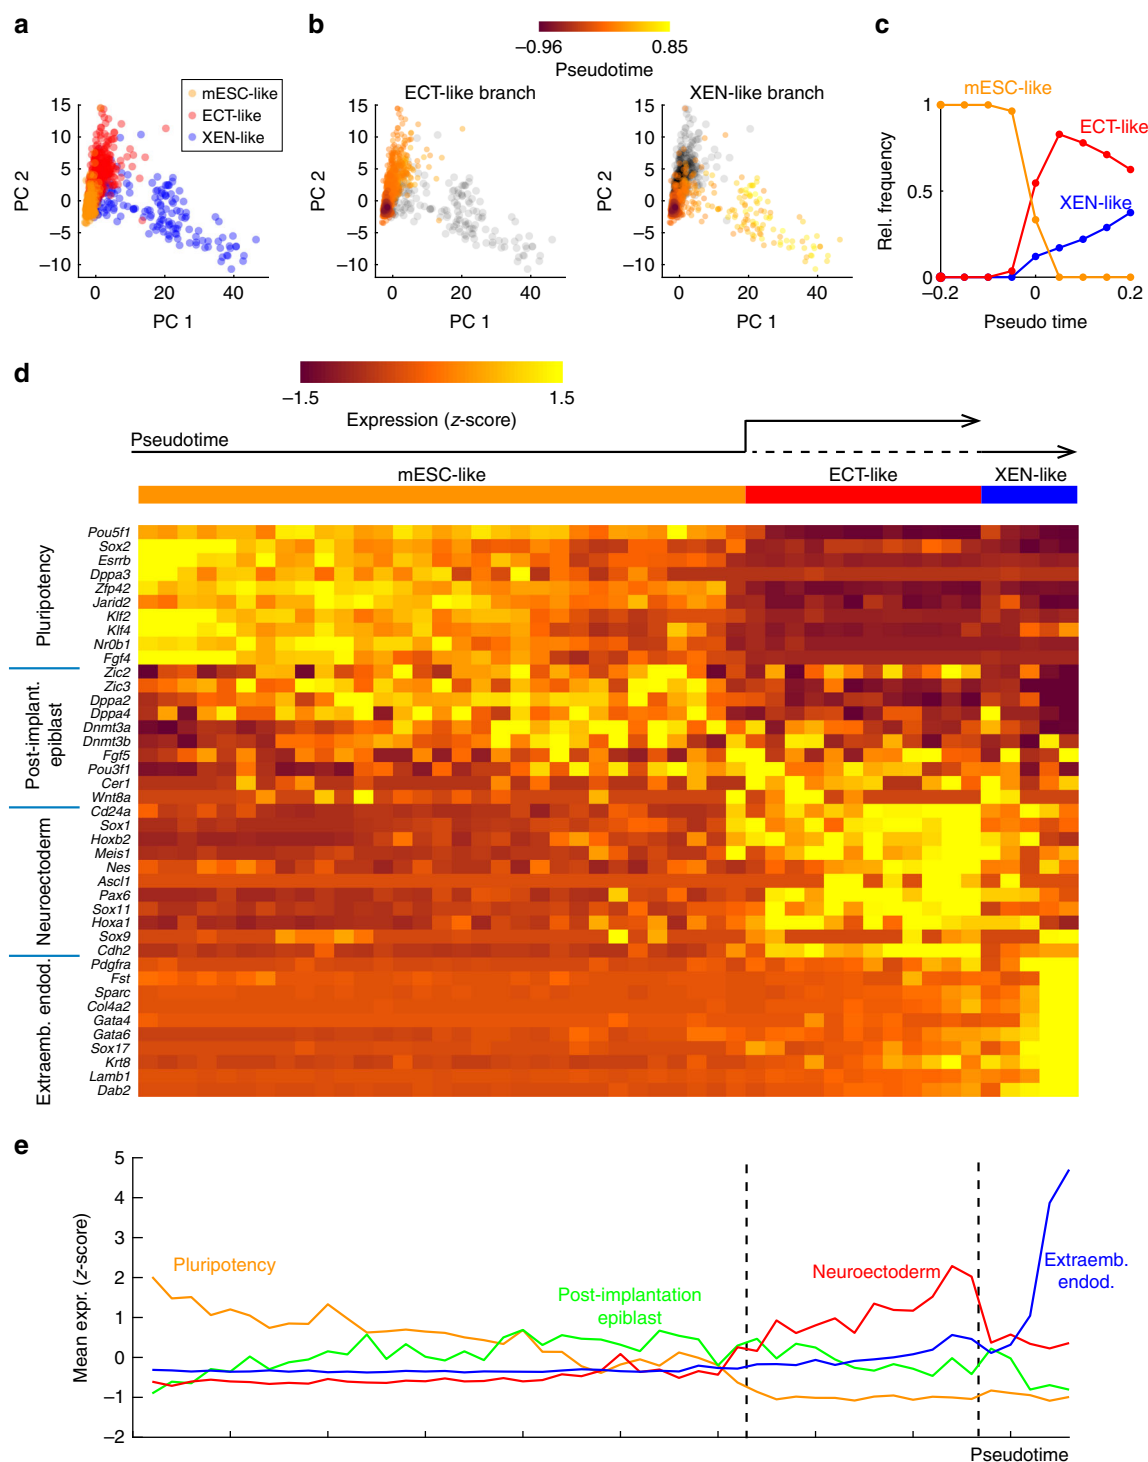 a
b
c
−0.96
0.85
Pseudotime
mESC-like
ECT-like
XEN-like
15
10
5
0
−5
−10
PC 2
0
20
40
PC 1
ECT-like branch
15
10
5
0
−5
−10
PC 2
0
20
40
PC 1
XEN-like branch
15
10
5
0
−5
−10
PC 2
0
20
40
PC 1
mESC-like
ECT-like
XEN-like
1
0.5
0
Rel. frequency
−0.2
0
0.2
Pseudo time
d
−1.5
1.5
Expression (z-score)
Pseudotime
mESC-like
ECT-like
XEN-like
Pluripotency
Pou5f1
Sox2
Esrrb
Dppa3
Zfp42
Jarid2
Klf2
Klf4
Nr0b1
Fgf4
Post-implant.
epiblast
Zic2
Zic3
Dppa2
Dppa4
Dnmt3a
Dnmt3b
Fgf5
Pou3f1
Cer1
Wnt8a
Neuroectoderm
Cd24a
Sox1
Hoxb2
Meis1
Nes
Ascl1
Pax6
Sox11
Hoxa1
Sox9
Cdh2
Extraemb. endod.
Pdgfra
Fst
Sparc
Col4a2
Gata4
Gata6
Sox17
Krt8
Lamb1
Dab2
e
5
4
3
2
1
0
−1
−2
Mean expr. (z-score)
Pluripotency
Post-implantation
epiblast
Neuroectoderm
Extraemb.
endod.
Pseudotime